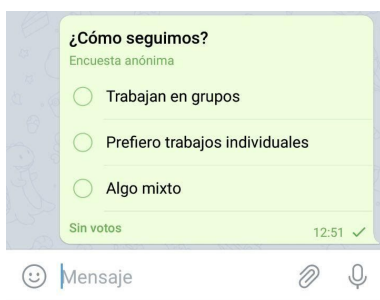 ¿Cómo seguimos?
Encuesta anónima
Trabajan en grupos
Prefiero trabajos individuales
Algo mixto
Sin votos
12:51
Mensaje